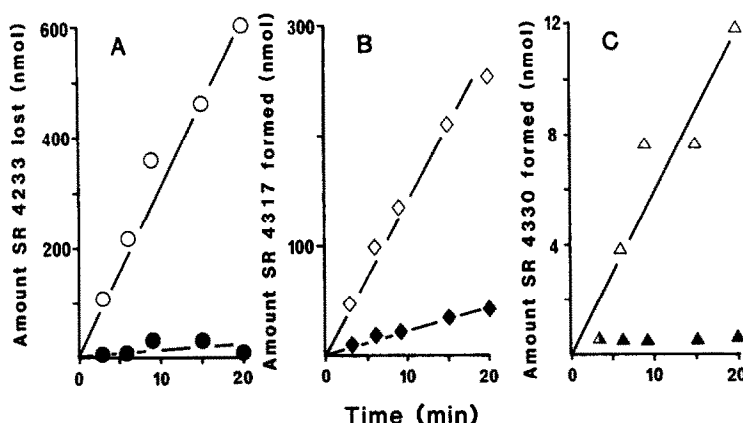 A
Amount SR 4233 lost (nmol)
600
400
200
0
10
20
B
Amount SR 4317 formed (nmol)
300
100
0
10
20
C
Amount SR 4330 formed (nmol)
12
8
4
0
10
20
Time (min)